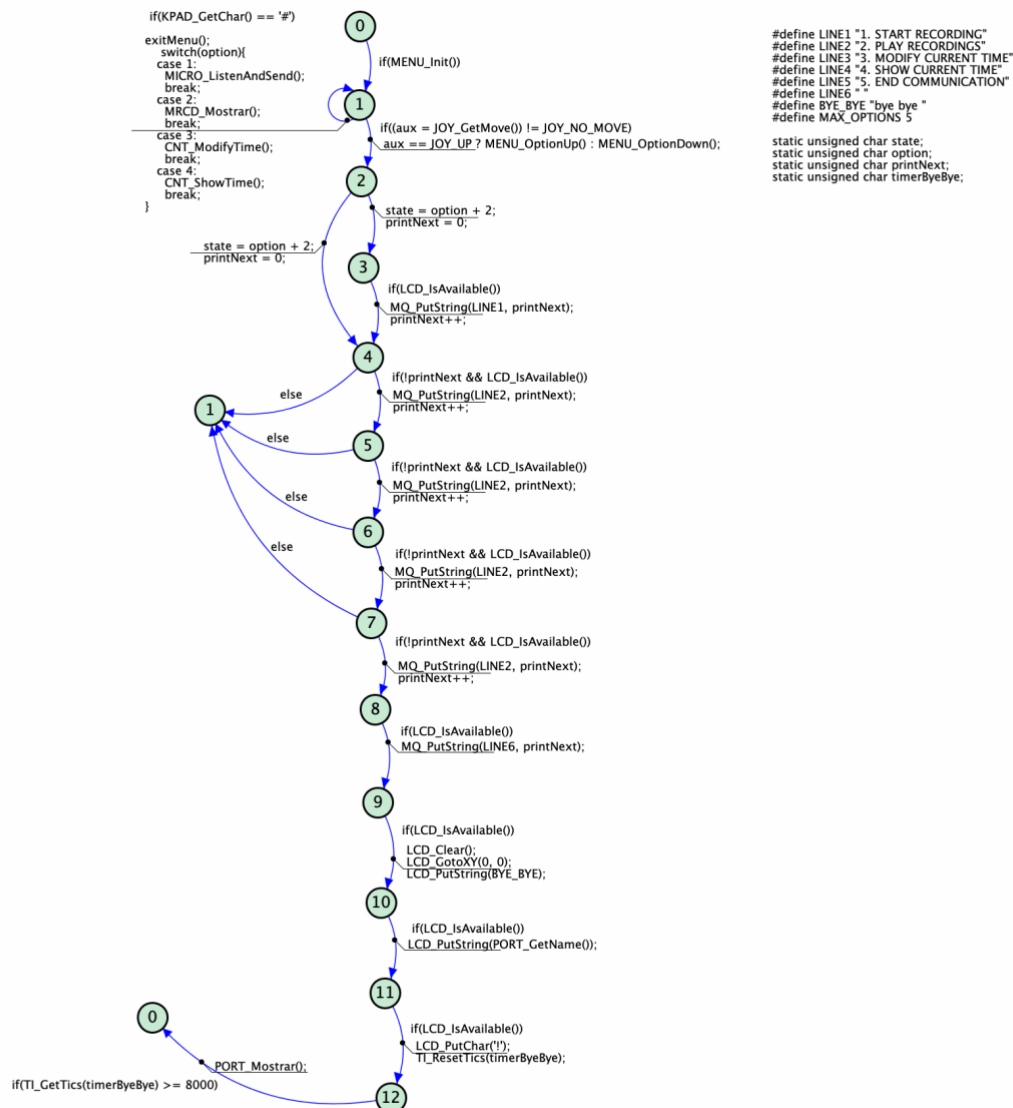 if(KPAD_GetChar() == '#')
exitMenu();
switch(option){
case 1:
MICRO_ListenAndSend();
break;
case 2:
MRCD_Mostrar();
break;
case 3:
CNT_ModifyTime();
break;
case 4:
CNT_ShowTime();
break;
}
#define LINE1 "1. START RECORDING"
#define LINE2 "2. PLAY RECORDINGS"
#define LINE3 "3. MODIFY CURRENT TIME"
#define LINE4 "4. SHOW CURRENT TIME"
#define LINE5 "5. END COMMUNICATION"
#define LINE6 " "
#define BYE_BYE "bye bye "
#define MAX_OPTIONS 5
static unsigned char state;
static unsigned char option;
static unsigned char printNext;
static unsigned char timerByeBye;
0
if(MENU_Init())
1
if((aux = JOY_GetMove()) != JOY_NO_MOVE)
aux == JOY_UP ? MENU_OptionUp() : MENU_OptionDown();
2
state = option + 2;
printNext = 0;
state = option + 2;
printNext = 0;
3
if(LCD_IsAvailable())
MQ_PutString(LINE1, printNext);
printNext++;
4
if(!printNext && LCD_IsAvailable())
MQ_PutString(LINE2, printNext);
printNext++;
else
1
5
else
if(!printNext && LCD_IsAvailable())
MQ_PutString(LINE2, printNext);
printNext++;
else
6
if(!printNext && LCD_IsAvailable())
MQ_PutString(LINE2, printNext);
printNext++;
else
7
if(!printNext && LCD_IsAvailable())
MQ_PutString(LINE2, printNext);
printNext++;
8
if(LCD_IsAvailable())
MQ_PutString(LINE6, printNext);
9
if(LCD_IsAvailable())
LCD_Clear();
LCD_GotoXY(0, 0);
LCD_PutString(BYE_BYE);
10
if(LCD_IsAvailable())
LCD_PutString(PORT_GetName());
11
if(LCD_IsAvailable())
LCD_PutChar('!');
TI_ResetTics(timerByeBye);
0
PORT_Mostrar();
if(TI_GetTics(timerByeBye) >= 8000)
12